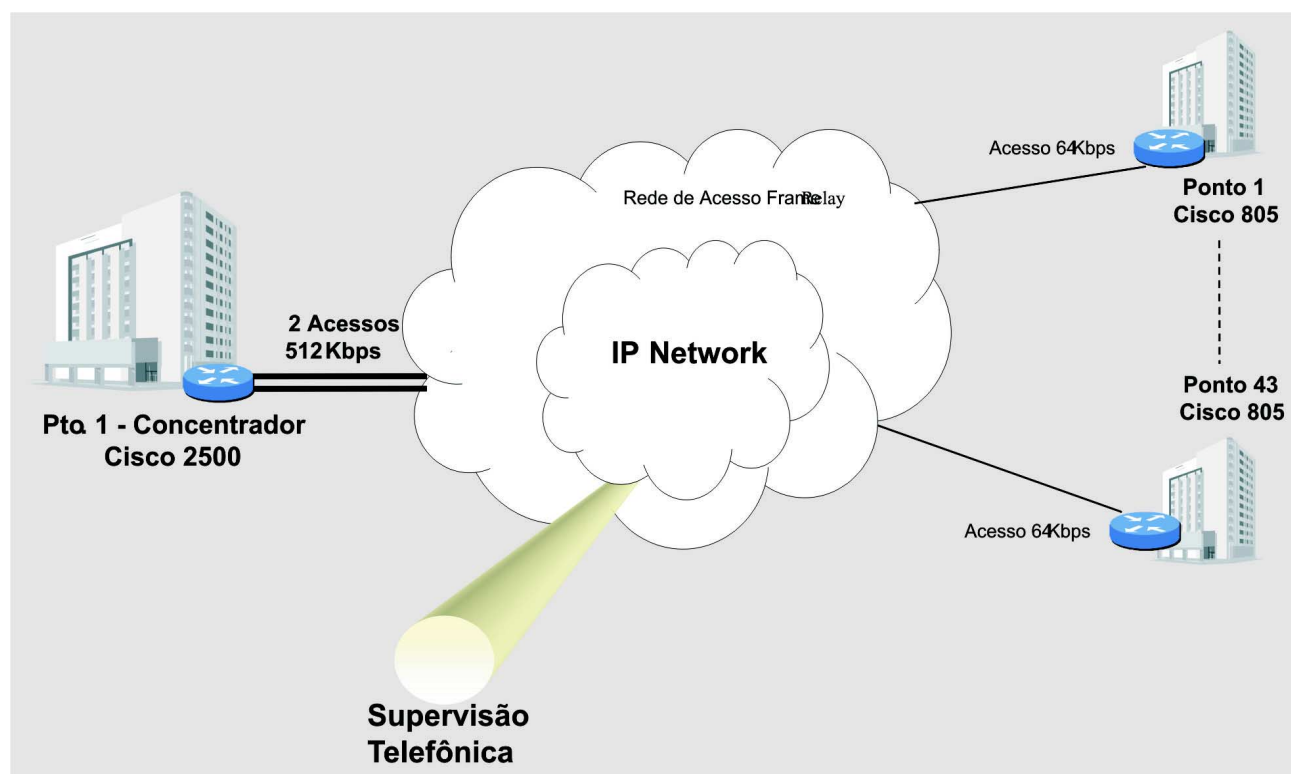 Acesso 64Kbps
Ponto 1
Cisco 805
Rede de Acesso Frame Relay
2 Acessos
512 Kbps
IP Network
Pto. 1 - Concentrador
Cisco 2500
Ponto 43
Cisco 805
Acesso 64Kbps
Supervisão
Telefônica